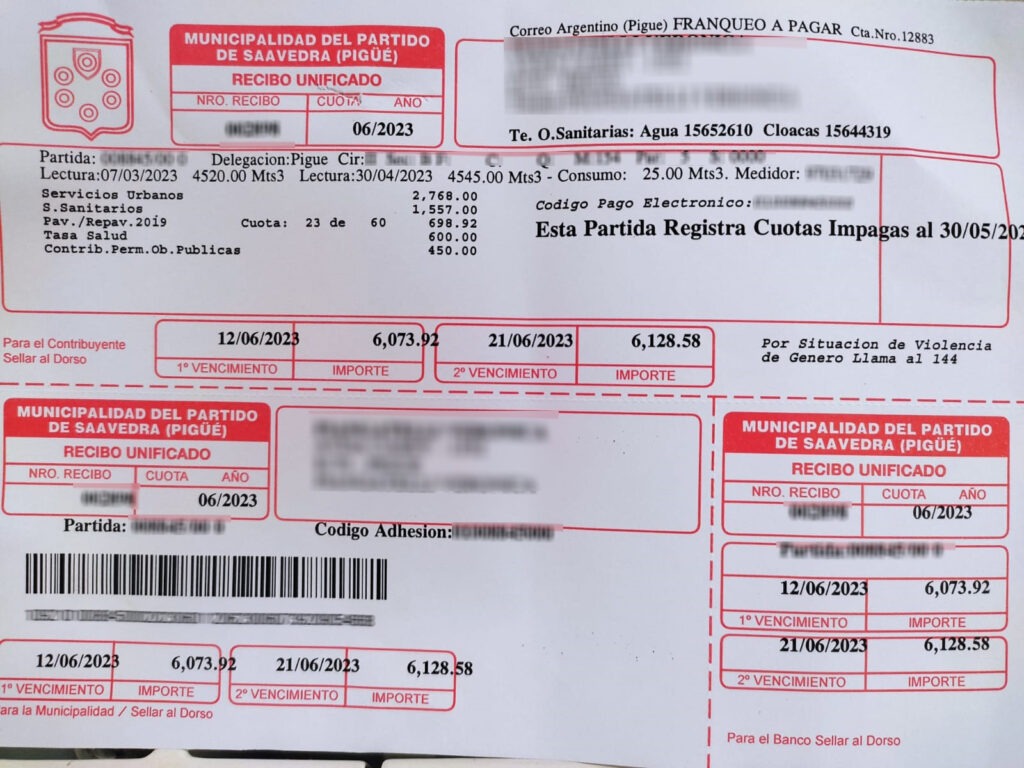 Correo Argentino (Pigue) FRANQUEO A PAGAR Cta.Nro.12883
MUNICIPALIDAD DEL PARTIDO
DE SAAVEDRA (PIGÜÉ)
RECIBO UNIFICADO
NRO. RECIBO CUOTA AÑO
06/2023
Te. O.Sanitarias: Agua 15652610 Cloacas 15644319
Partida: Delegacion:Pigue Cir:
Lectura:07/03/2023 4520.00 Mts3 Lectura:30/04/2023 4545.00 Mts3 - Consumo: 25.00 Mts3. Medidor:
Servicios Urbanos 2,768.00
S.Sanitarios 1,557.00
Pav./Repav.2019 Cuota: 23 de 60 698.92
Tasa Salud 600.00
Contrib.Perm.Ob.Publicas 450.00
Codigo Pago Electronico:
Esta Partida Registra Cuotas Impagas al 30/05/202
Para el Contribuyente
Sellar al Dorso
12/06/2023 6,073.92 21/06/2023 6,128.58
1º VENCIMIENTO IMPORTE 2º VENCIMIENTO IMPORTE
Por Situacion de Violencia
de Genero Llama al 144
MUNICIPALIDAD DEL PARTIDO
DE SAAVEDRA (PIGÜÉ)
RECIBO UNIFICADO
NRO. RECIBO CUOTA AÑO
06/2023
Partida:
Codigo Adhesion:
12/06/2023 6,073.92 21/06/2023 6,128.58
1º VENCIMIENTO IMPORTE 2º VENCIMIENTO IMPORTE
ara la Municipalidad / Sellar al Dorso
MUNICIPALIDAD DEL PARTIDO
DE SAAVEDRA (PIGÜÉ)
RECIBO UNIFICADO
NRO. RECIBO CUOTA AÑO
06/2023
Partida:
12/06/2023 6,073.92
1º VENCIMIENTO IMPORTE
21/06/2023 6,128.58
2º VENCIMIENTO IMPORTE
Para el Banco Sellar al Dorso